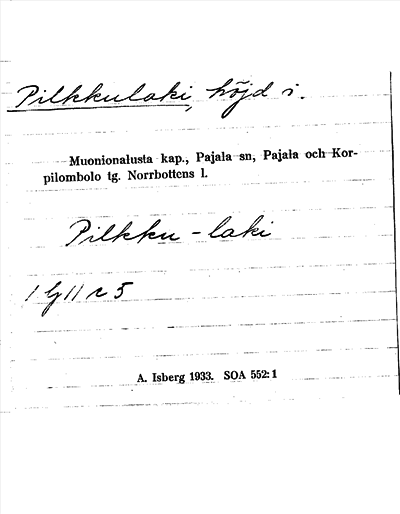 Pilkkulaki, höjd i.
Muonionalusta kap., Pajala sn, Pajala och Kor-
pilombolo tg. Norrbottens l.
Pilkku - laki
A. Isberg 1933. SOA 552:1